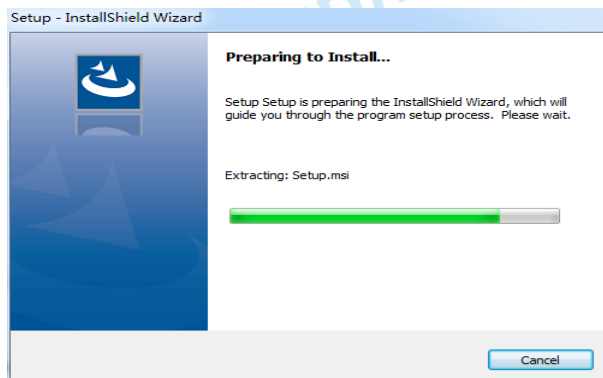 Setup - InstallShield Wizard
Preparing to Install...
Setup Setup is preparing the InstallShield Wizard, which will
guide you through the program setup process.  Please wait.
Extracting: Setup.msi
Cancel